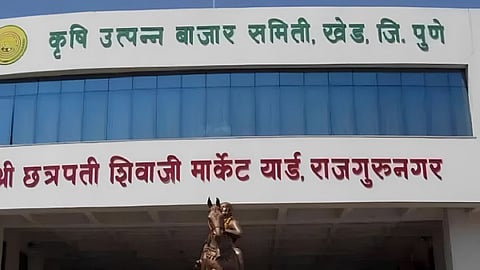 कृषि उत्पन्न बाजार समिती, खेड, जि. पुणे
श्री छत्रपती शिवाजी मार्केट यार्ड, राजगुरुनगर